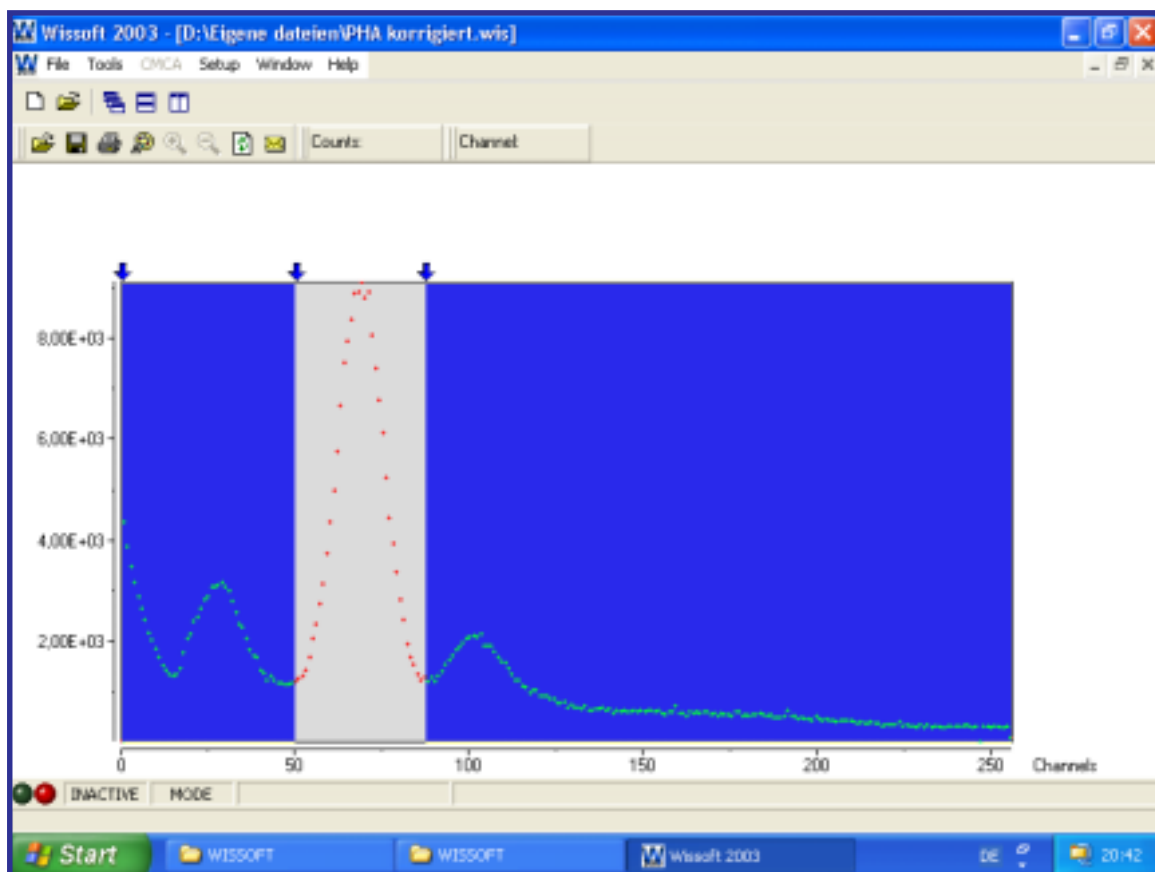 Wissoft 2003 - [D:\Eigene dateien\PHA korrigiert.wis]
File Tools CMCA Setup Window Help
Counts: Channel:
8,00E+03
6,00E+03
4,00E+03
2,00E+03
0 50 100 150 200 250 Channels
INACTIVE MODE
Start WISSOFT WISSOFT Wissoft 2003 DE 20:42